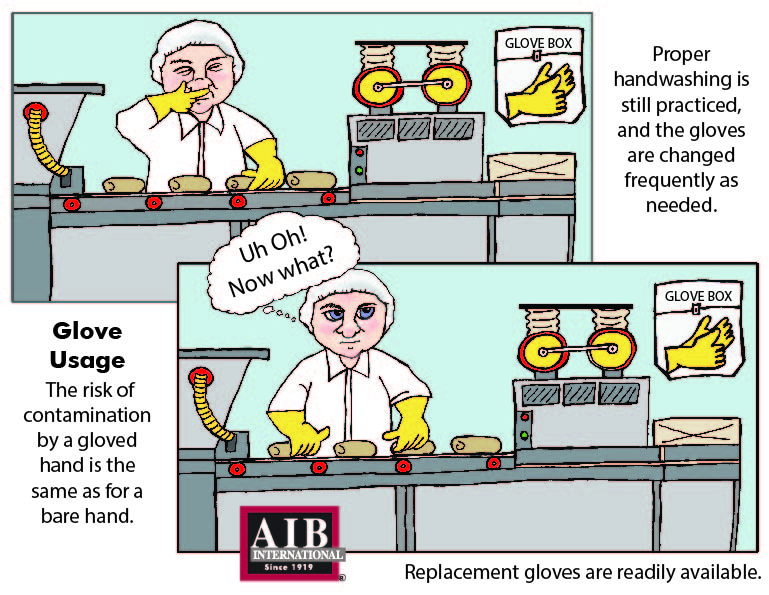 GLOVE BOX
Proper
handwashing is
still practiced,
and the gloves
are changed
frequently as
needed.
Uh Oh!
Now what?
GLOVE BOX
Glove
Usage
The risk of
contamination
by a gloved
hand is the
same as for a
bare hand.
AIB
INTERNATIONAL
Since 1919
®
Replacement gloves are readily available.